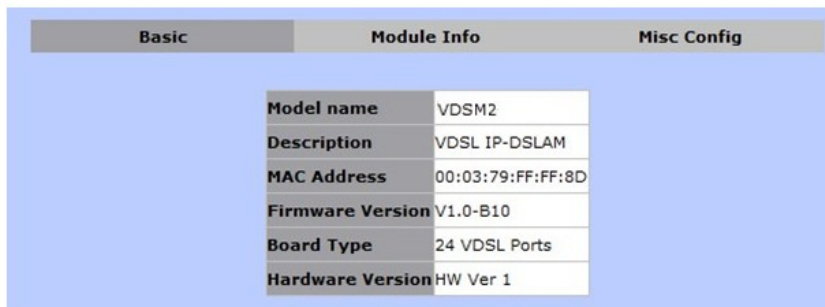 Basic Module Info Misc Config
Model name VDSM2
Description VDSL IP-DSLAM
MAC Address 00:03:79:FF:FF:8D
Firmware Version V1.0-B10
Board Type 24 VDSL Ports
Hardware Version HW Ver 1